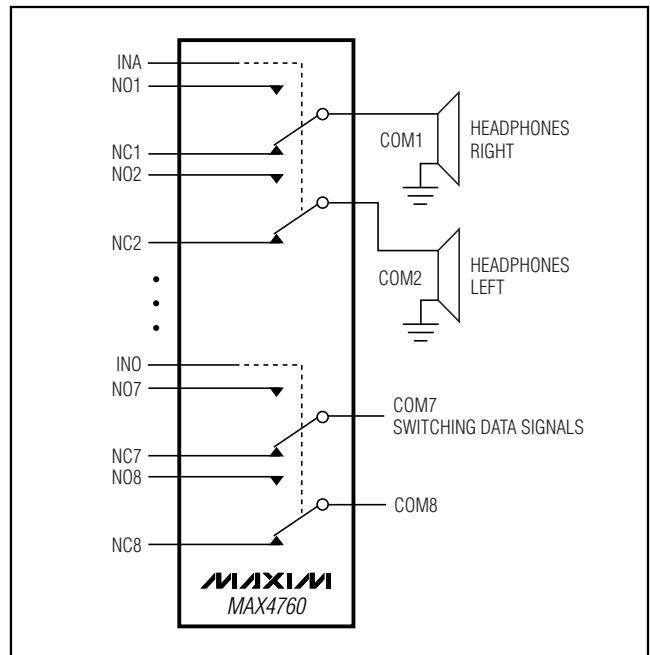 INA
NO1
NC1
NO2
NC2
COM1
HEADPHONES
RIGHT
COM2
HEADPHONES
LEFT
INO
NO7
NC7
NO8
NC8
COM7
SWITCHING DATA SIGNALS
COM8
MAXIM
MAX4760